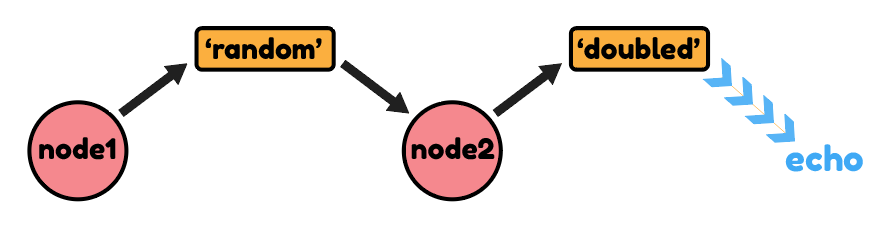 ‘random’
‘doubled’
node1
node2
echo